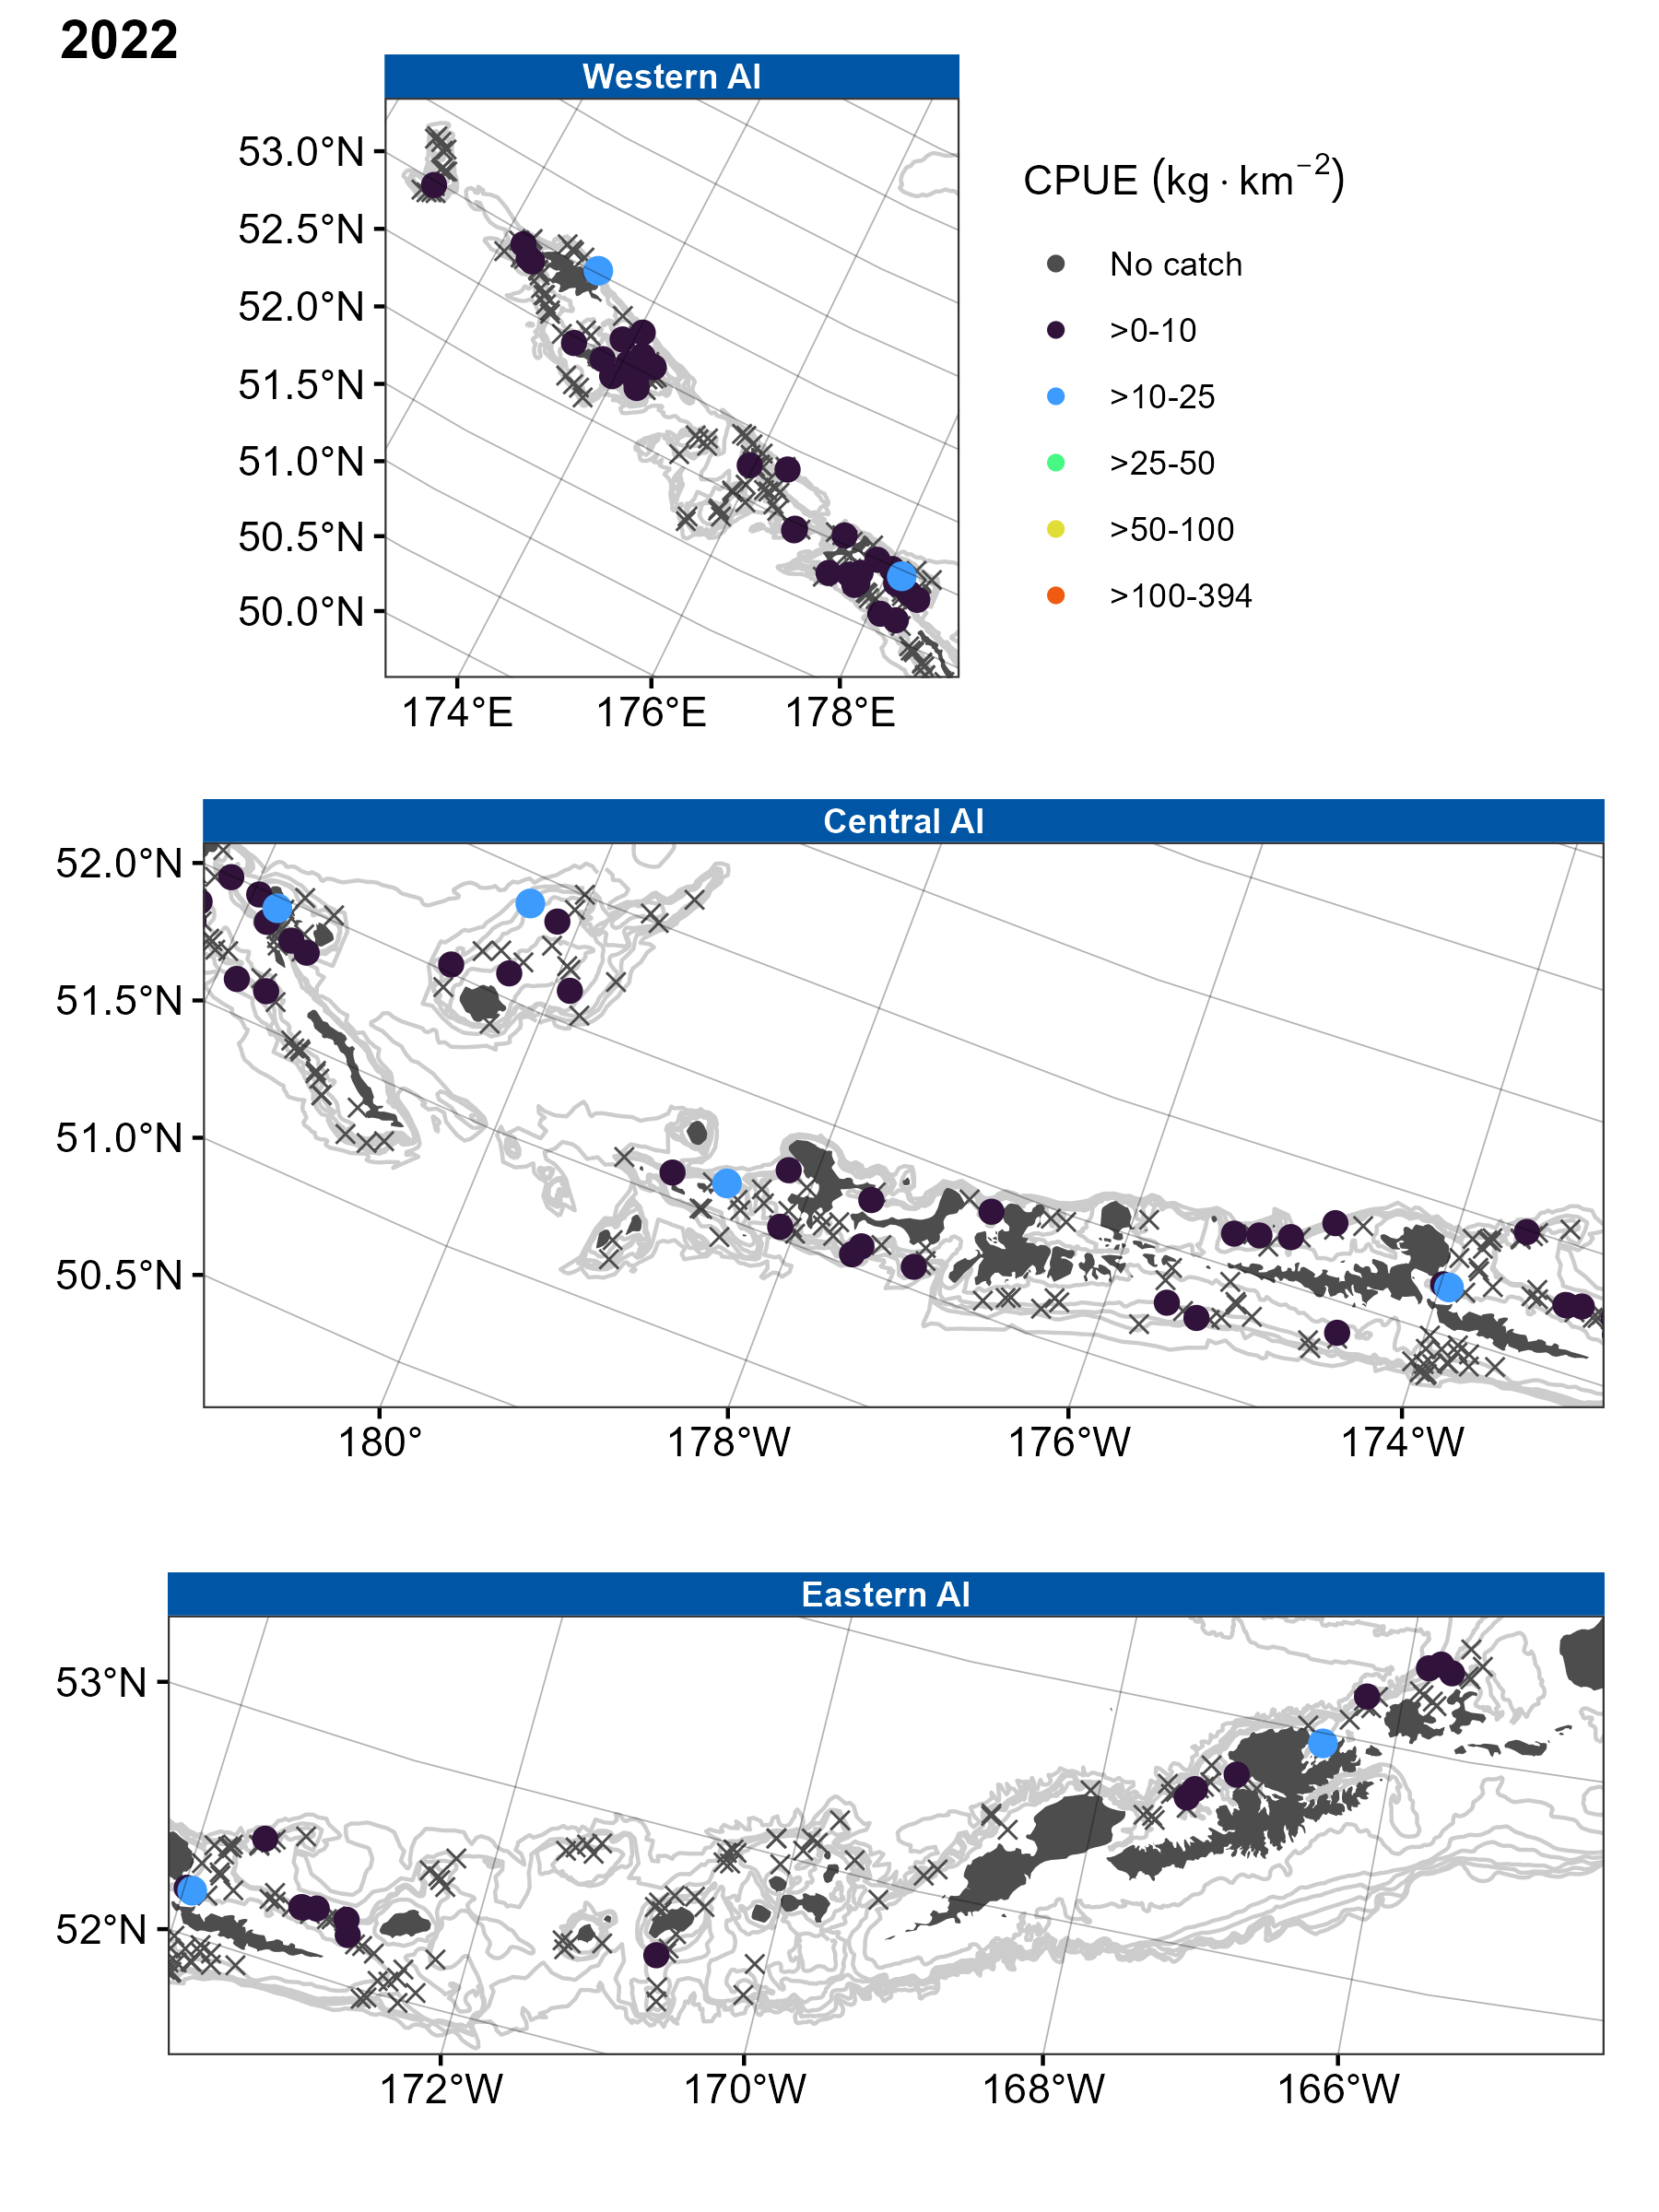 2022
Western AI
53.0°N
52.5°N
52.0°N
51.5°N
51.0°N
50.5°N
50.0°N
174°E 176°E 178°E
CPUE (kg · km⁻²)
No catch
>0-10
>10-25
>25-50
>50-100
>100-394
Central AI
52.0°N
51.5°N
51.0°N
50.5°N
180° 178°W 176°W 174°W
Eastern AI
53°N
52°N
172°W 170°W 168°W 166°W